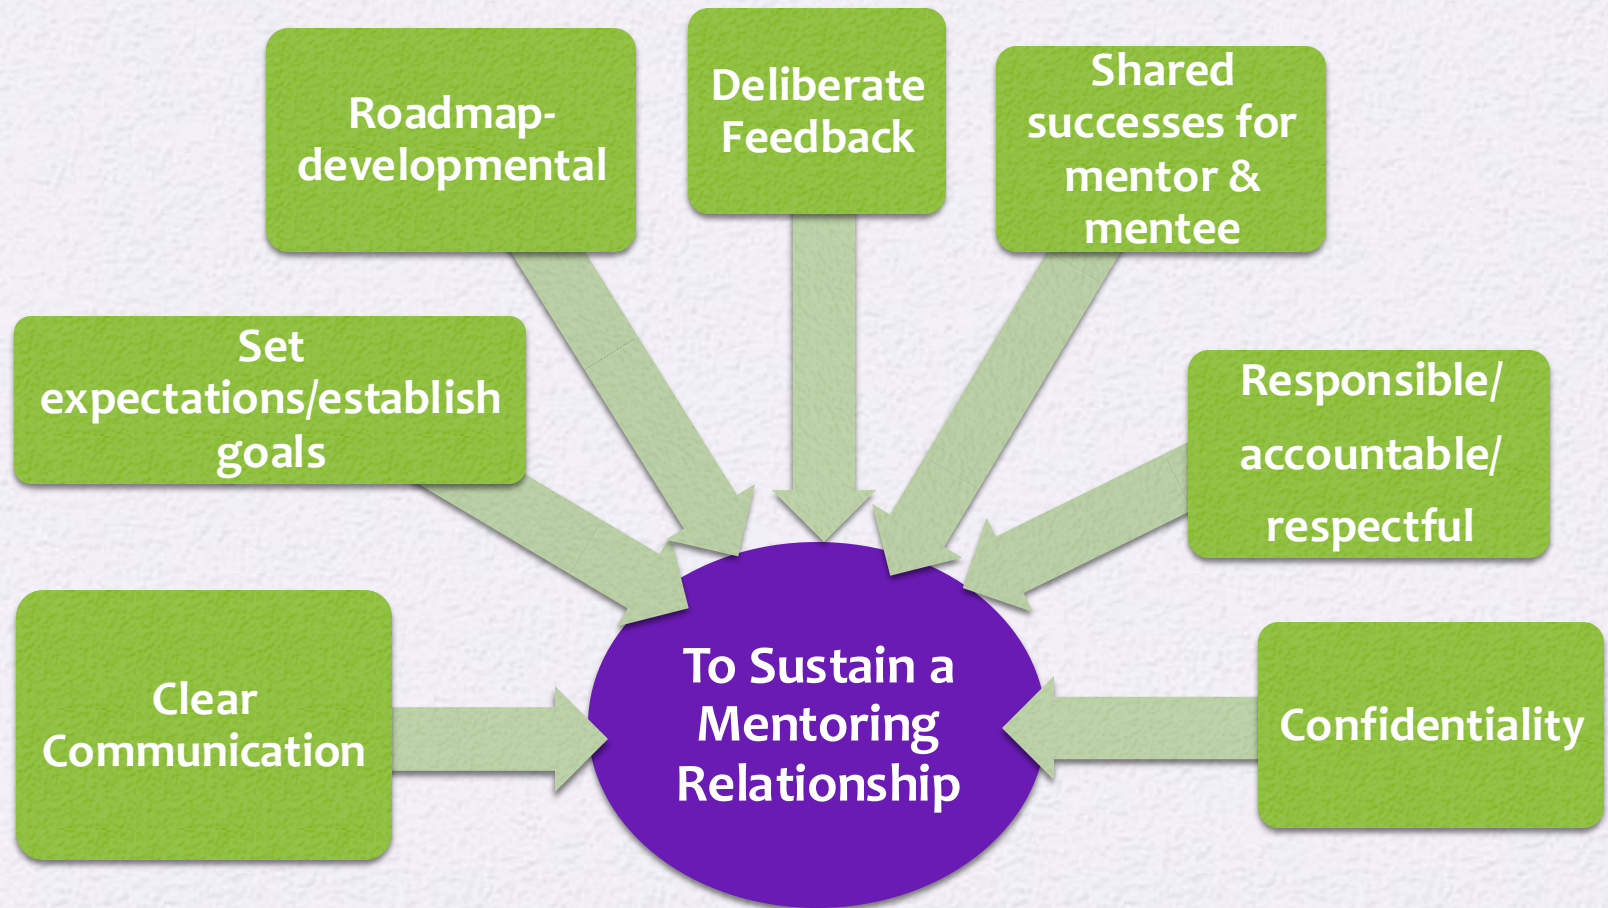 Roadmap-
developmental
Deliberate
Feedback
Shared
successes for
mentor &
mentee
Set
expectations/establish
goals
Responsible/
accountable/
respectful
Clear
Communication
To Sustain a
Mentoring
Relationship
Confidentiality